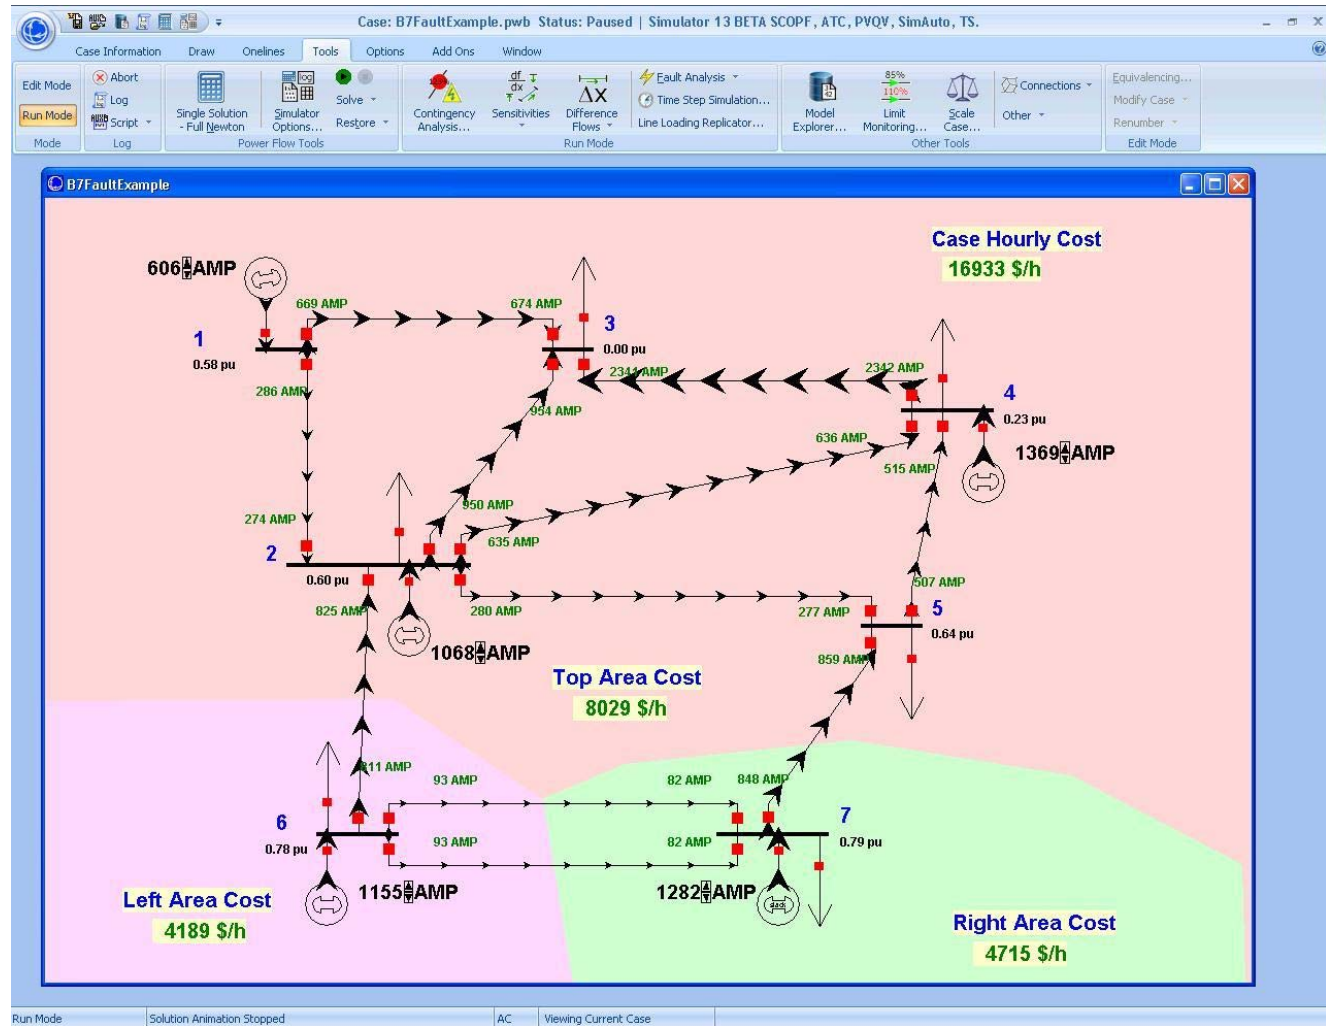 Case: B7FaultExample.pwb Status: Paused | Simulator 13 BETA SCOPF, ATC, PVQV, SimAuto, TS.
Case Information Draw Onelines Tools Options Add Ons Window
Edit Mode
Run Mode
Mode
Abort
Log
Script
Log
Single Solution
- Full Newton
Simulator
Options...
Solve
Restore
Power Flow Tools
Contingency
Analysis...
Sensitivities
Difference
Flows
Fault Analysis
Time Step Simulation...
Line Loading Replicator...
Run Mode
Model
Explorer...
85%
110%
Limit
Monitoring...
Scale
Case...
Connections
Other
Other Tools
Equivalencing...
Modify Case
Renumber
Edit Mode
B7FaultExample
Case Hourly Cost
16933 $/h
606 AMP
669 AMP
674 AMP
1
0.58 pu
3
0.00 pu
286 AMP
2341 AMP
2342 AMP
954 AMP
4
0.23 pu
636 AMP
515 AMP
1369 AMP
950 AMP
274 AMP
635 AMP
2
0.60 pu
825 AMP
280 AMP
277 AMP
507 AMP
5
0.64 pu
1068 AMP
859 AMP
Top Area Cost
8029 $/h
811 AMP
93 AMP
82 AMP
848 AMP
6
0.78 pu
7
0.79 pu
93 AMP
82 AMP
1155 AMP
1282 AMP
Left Area Cost
4189 $/h
Right Area Cost
4715 $/h
Run Mode
Solution Animation Stopped
AC
Viewing Current Case